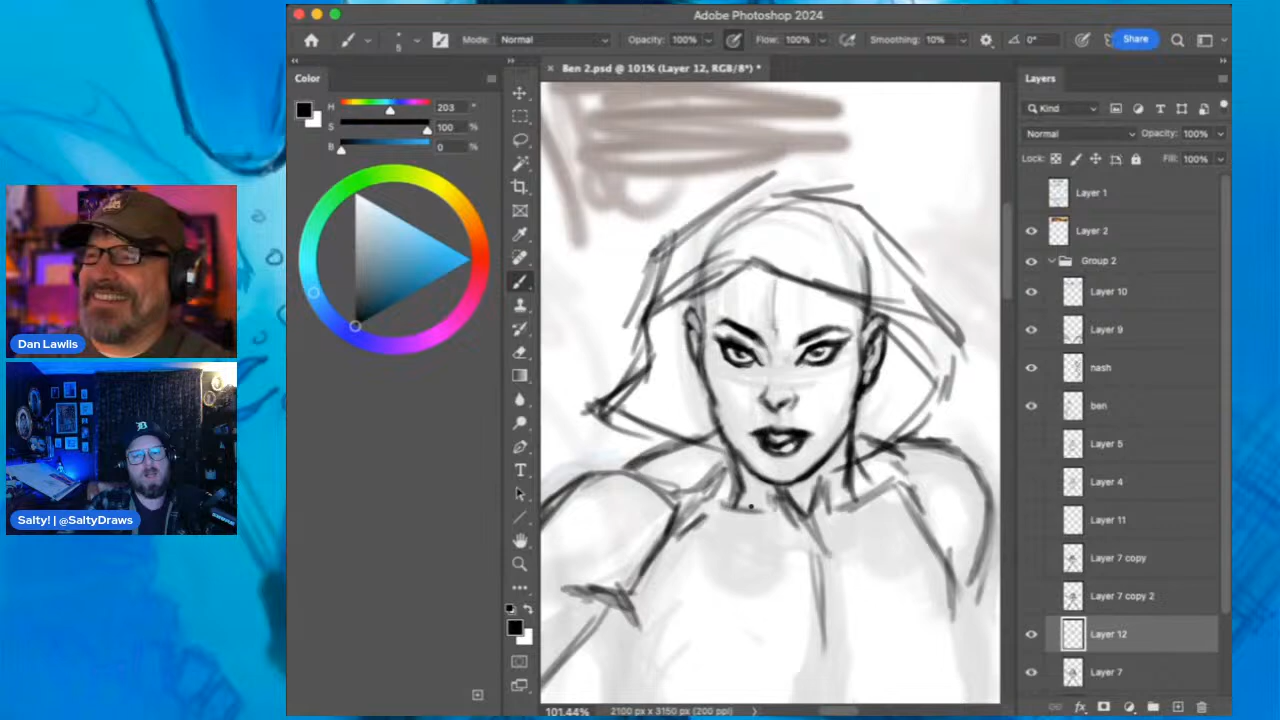 Adobe Photoshop 2024
Mode: Normal Opacity: 100% Flow: 100% Smoothing: 10% 0° Share
Color
Ben 2.psd @ 101% (Layer 12, RGB/8*) *
Layers
H 203 °
S 100 %
B 0 %
Kind
Normal Opacity: 100%
Lock: Fill: 100%
Layer 1
Layer 2
Group 2
Layer 10
Layer 9
nash
ben
Layer 5
Layer 4
Layer 11
Layer 7 copy
Layer 7 copy 2
Layer 12
Layer 7
101.44% 2100 px x 3150 px (200 ppi)
Dan Lawlis
Salty! | @SaltyDraws